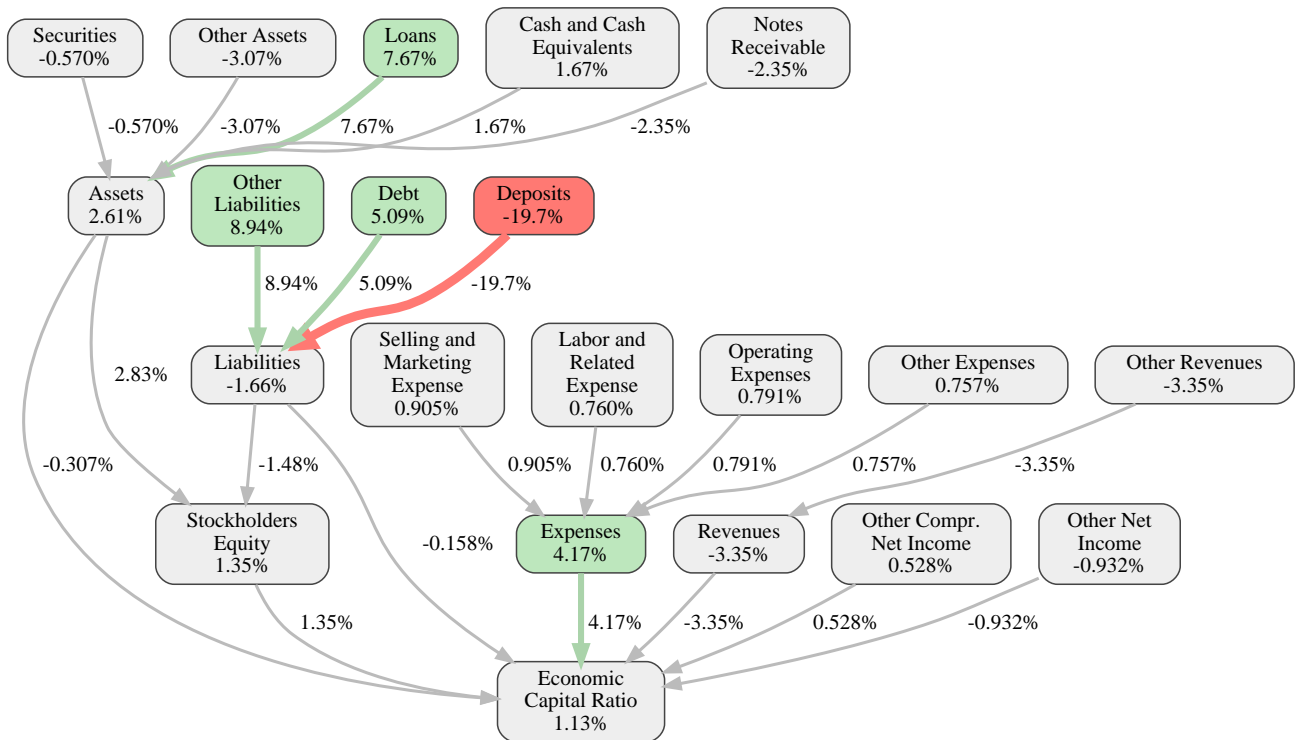 Securities
-0.570%
Other Assets
-3.07%
Loans
7.67%
Cash and Cash
Equivalents
1.67%
Notes
Receivable
-2.35%
-0.570%
-3.07%
7.67%
1.67%
-2.35%
Assets
2.61%
Other
Liabilities
8.94%
Debt
5.09%
Deposits
-19.7%
8.94%
5.09%
-19.7%
Liabilities
-1.66%
Selling and
Marketing
Expense
0.905%
Labor and
Related
Expense
0.760%
Operating
Expenses
0.791%
Other Expenses
0.757%
Other Revenues
-3.35%
2.83%
-0.307%
-1.48%
0.905%
0.760%
0.791%
0.757%
-3.35%
Stockholders
Equity
1.35%
-0.158%
Expenses
4.17%
Revenues
-3.35%
Other Compr.
Net Income
0.528%
Other Net
Income
-0.932%
1.35%
4.17%
-3.35%
0.528%
-0.932%
Economic
Capital Ratio
1.13%